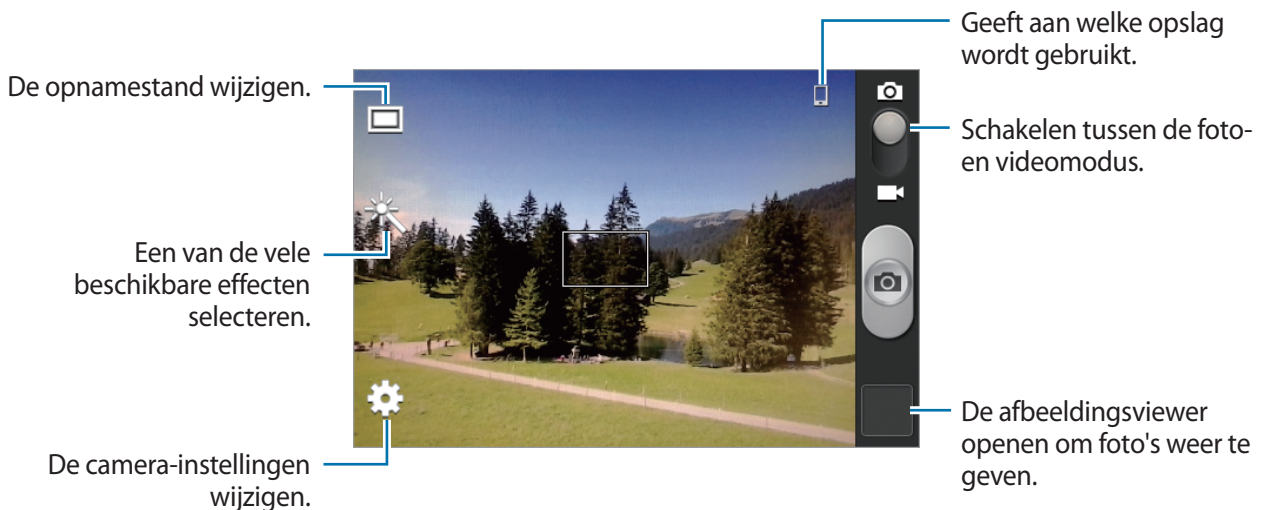 De opnamestand wijzigen.
Een van de vele
beschikbare effecten
selecteren.
De camera-instellingen
wijzigen.
Geeft aan welke opslag
wordt gebruikt.
Schakelen tussen de foto-
en videomodus.
De afbeeldingsviewer
openen om foto's weer te
geven.